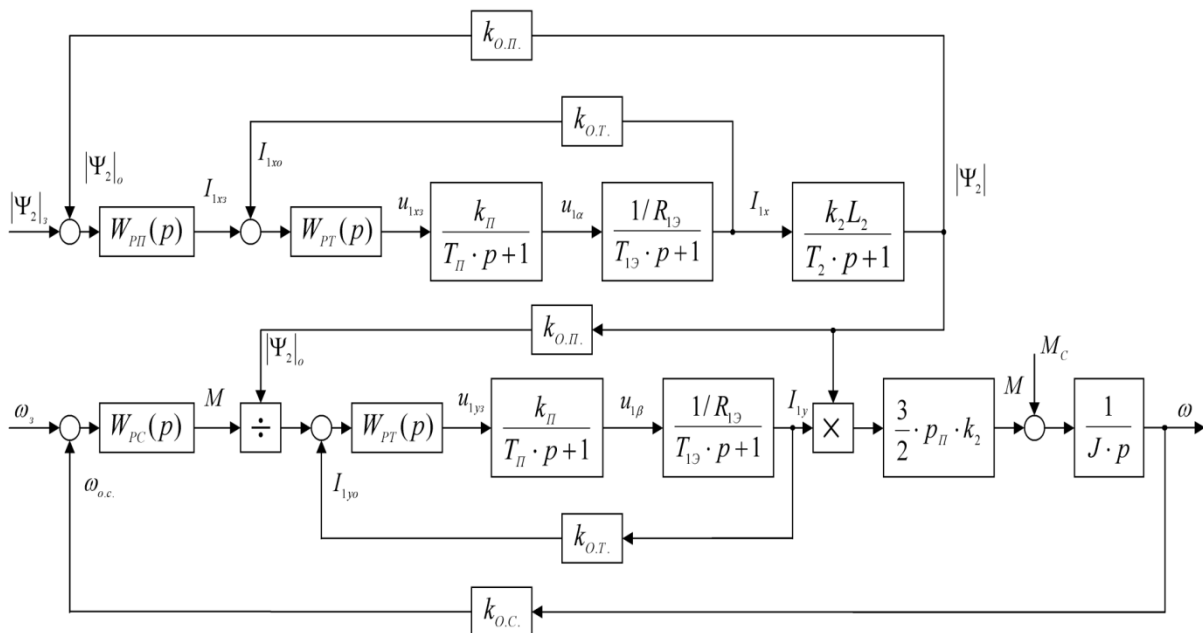 k_{О.П.}
k_{О.Т.}
I_{1xo}
|Ψ_2|_o
|Ψ_2|
|Ψ_2|_з
I_{1xз}
u_{1xз}
u_{1α}
I_{1x}
W_{РП}(p)
W_{РТ}(p)
k_П / (T_П · p+1)
1/R_{1Э} / (T_{1Э} · p+1)
k_2 L_2 / (T_2 · p+1)
k_{О.П.}
|Ψ_2|_o
M_C
ω_з
M
u_{1yз}
u_{1β}
I_{1y}
M
ω
W_{РС}(p)
÷
W_{РТ}(p)
k_П / (T_П · p+1)
1/R_{1Э} / (T_{1Э} · p+1)
×
3/2 · p_П · k_2
1 / (J · p)
ω_{о.с.}
I_{1yo}
k_{О.Т.}
k_{О.С.}